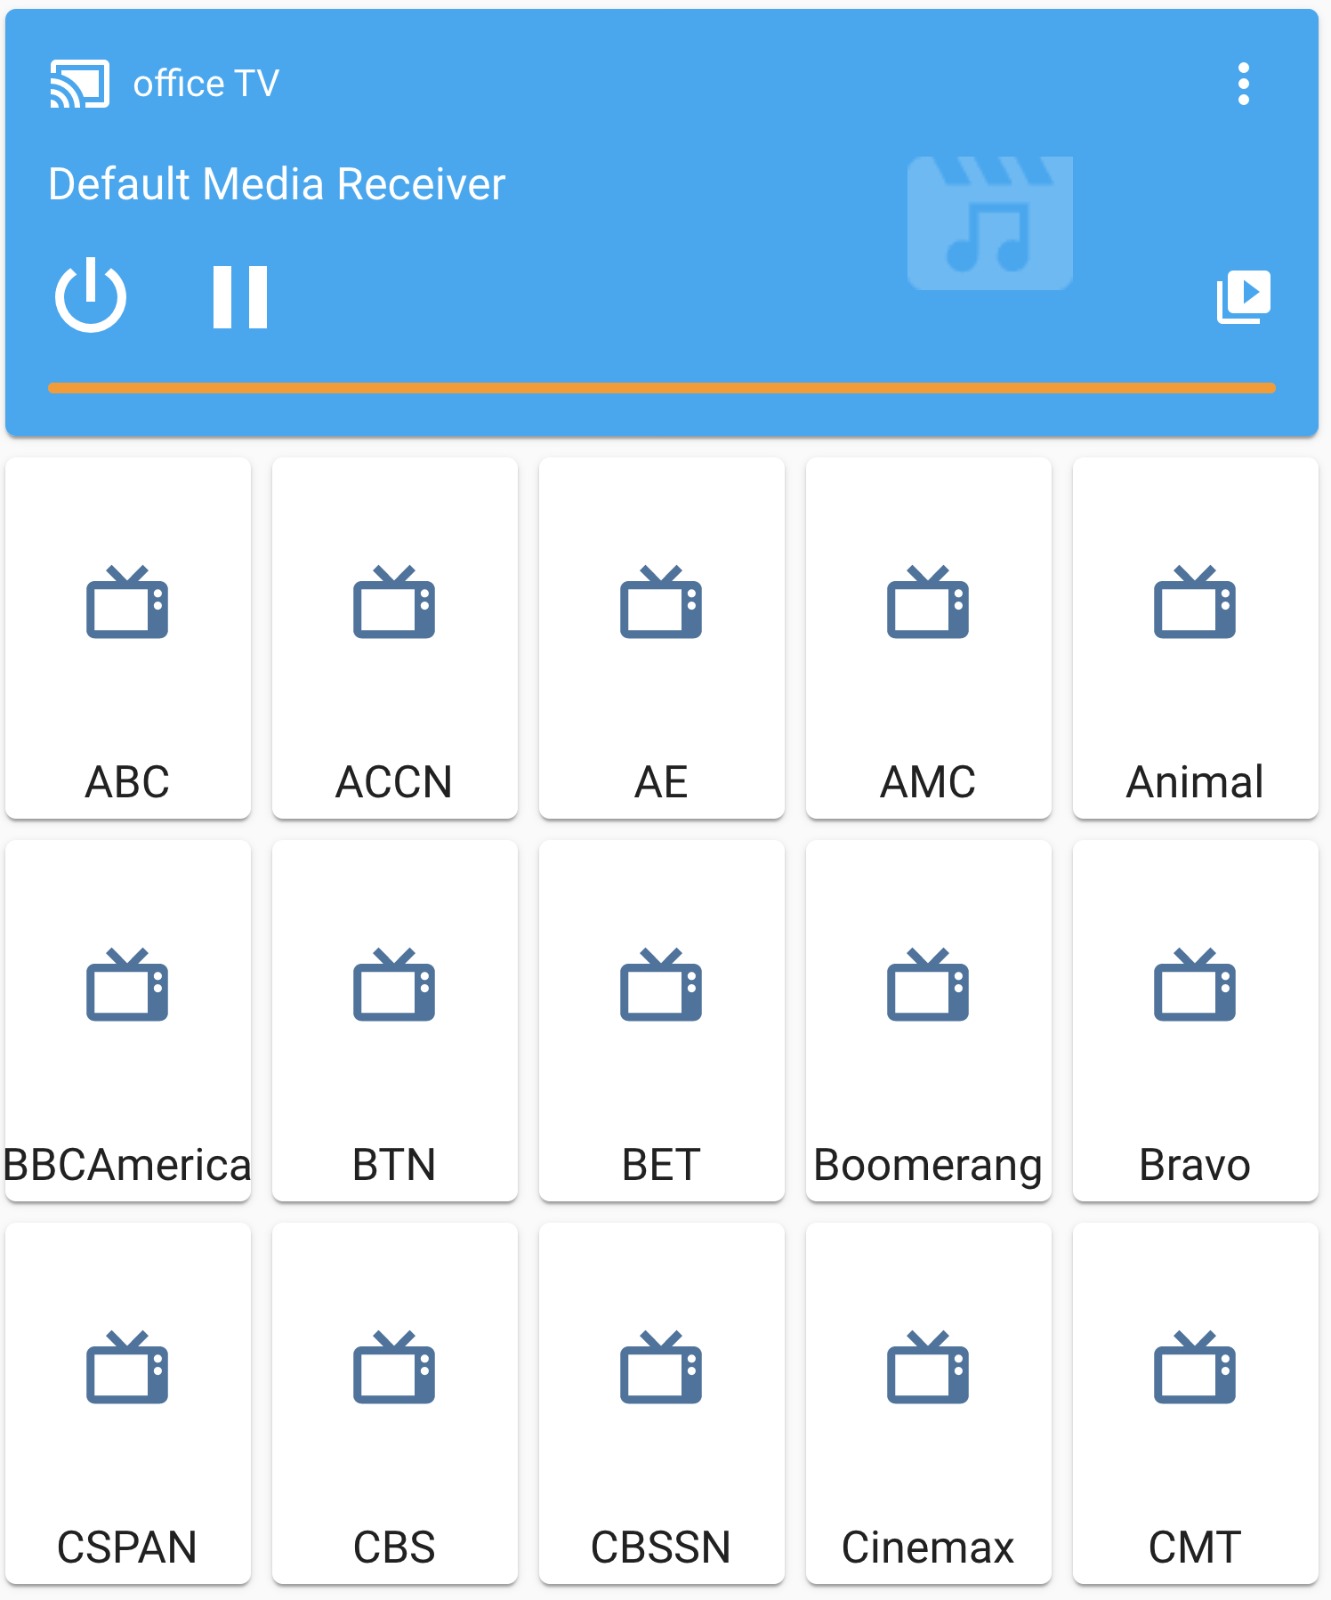 office TV
Default Media Receiver
ABC
ACCN
AE
AMC
Animal
BBCAmerica
BTN
BET
Boomerang
Bravo
CSPAN
CBS
CBSSN
Cinemax
CMT